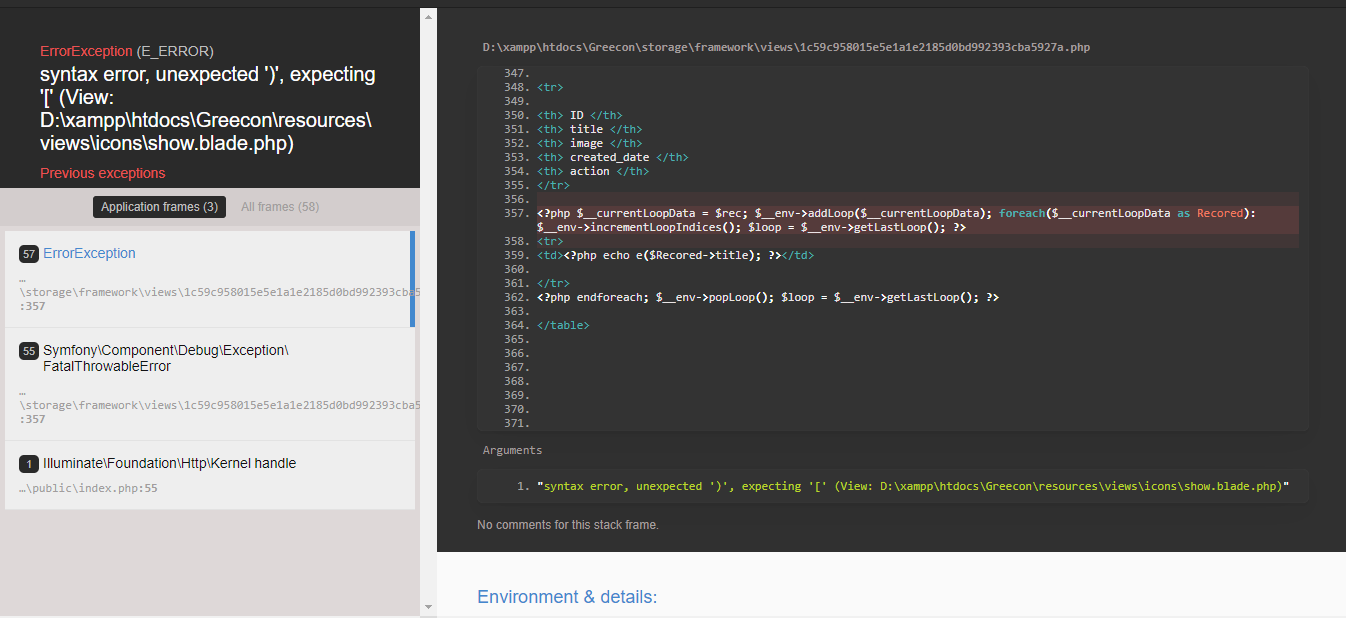 ErrorException (E_ERROR)
syntax error, unexpected ')', expecting
'[' (View:
D:\xampp\htdocs\Greecon\resources\
views\icons\show.blade.php)
Previous exceptions
Application frames (3) All frames (58)
57 ErrorException
…
\storage\framework\views\1c59c958015e5e1a1e2185d0bd992393cba5
:357
55 Symfony\Component\Debug\Exception\
FatalThrowableError
…
\storage\framework\views\1c59c958015e5e1a1e2185d0bd992393cba5
:357
1 Illuminate\Foundation\Http\Kernel handle
…\public\index.php:55
D:\xampp\htdocs\Greecon\storage\framework\views\1c59c958015e5e1a1e2185d0bd992393cba5927a.php
347.
348. <tr>
349.
350. <th> ID </th>
351. <th> title </th>
352. <th> image </th>
353. <th> created_date </th>
354. <th> action </th>
355. </tr>
356.
357. <?php $__currentLoopData = $rec; $__env->addLoop($__currentLoopData); foreach($__currentLoopData as Recored):
$__env->incrementLoopIndices(); $loop = $__env->getLastLoop(); ?>
358. <tr>
359. <td><?php echo e($Recored->title); ?></td>
360.
361. </tr>
362. <?php endforeach; $__env->popLoop(); $loop = $__env->getLastLoop(); ?>
363.
364. </table>
365.
366.
367.
368.
369.
370.
371.
Arguments
1. "syntax error, unexpected ')', expecting '[' (View: D:\xampp\htdocs\Greecon\resources\views\icons\show.blade.php)"
No comments for this stack frame.
Environment & details: